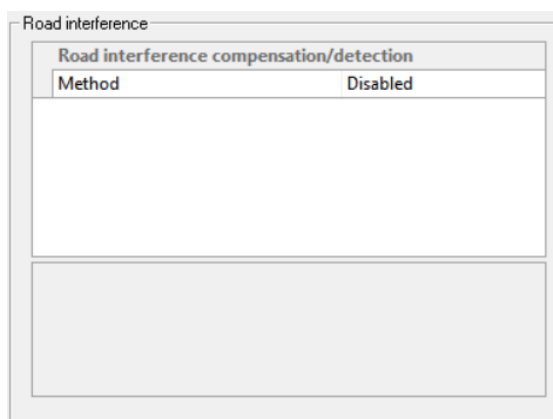 Road interference
Road interference compensation/detection
Method Disabled